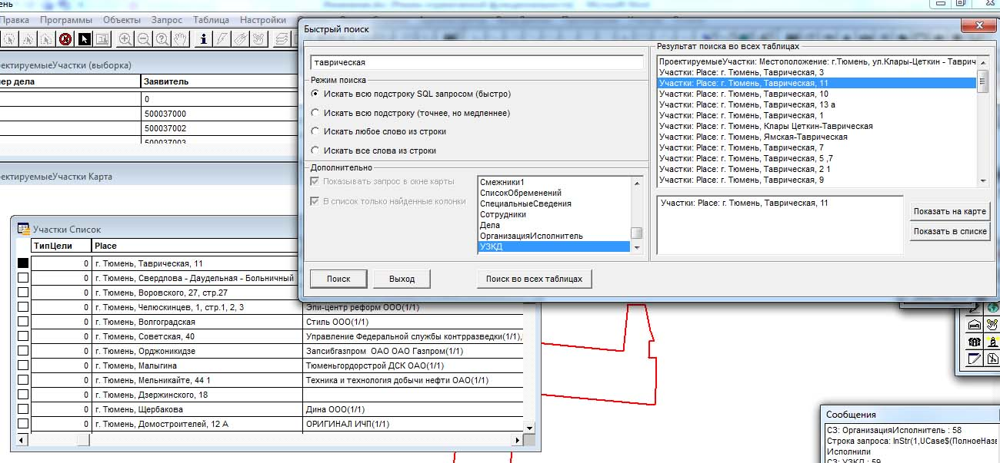 ень
Правка Программы Объекты Запрос Таблица Настройки
ектируемыеУчастки (выборка)
ер дела
Заявитель
0
500037000
500037002
500037003
ектируемыеУчастки Карта
Быстрый поиск
таврическая
Режим поиска
Искать всю подстроку SQL запросом (быстро)
Искать всю подстроку (точнее, но медленнее)
Искать любое слово из строки
Искать все слова из строки
Дополнительно
Показывать запрос в окне карты
В список только найденные колонки
Смежники1
СписокОбременений
СпециальныеСведения
Сотрудники
Дела
ОрганизацияИсполнитель
УЗКД
Поиск
Выход
Поиск во всех таблицах
Результат поиска во всех таблицах
ПроектируемыеУчастки: Местоположение: г.Тюмень, ул.Клары-Цеткин - Тавричес
Участки: Place: г. Тюмень, Таврическая, 3
Участки: Place: г. Тюмень, Таврическая, 11
Участки: Place: г. Тюмень, Таврическая, 10
Участки: Place: г. Тюмень, Таврическая, 13 а
Участки: Place: г. Тюмень, Таврическая, 1
Участки: Place: г. Тюмень, Клары Цеткин-Таврическая
Участки: Place: г. Тюмень, Ямская-Таврическая
Участки: Place: г. Тюмень, Таврическая, 7
Участки: Place: г. Тюмень, Таврическая, 5 ,7
Участки: Place: г. Тюмень, Таврическая, 2 1
Участки: Place: г. Тюмень, Таврическая, 9
Участки: Place: г. Тюмень, Таврическая, 11
Показать на карте
Показать в списке
Участки Список
ТипЦели Place
0 г. Тюмень, Таврическая, 11
0 г. Тюмень, Свердлова - Даудельная - Больничный
0 г. Тюмень, Воровского, 27, стр.27
0 г. Тюмень, Челюскинцев, 1, стр.1, 2, 3 Эпи-центр реформ ООО(1/1)
0 г. Тюмень, Волгоградская Стиль ООО(1/1)
0 г. Тюмень, Советская, 40 Управление Федеральной службы контрразведки(1/1),
0 г. Тюмень, Орджоникидзе Запсибгазпром ОАО ОАО Газпром(1/1)
0 г. Тюмень, Малыгина Тюменьгордорстрой ДСК ОАО(1/1)
0 г. Тюмень, Мельникайте, 44 1 Техника и технология добычи нефти ОАО(1/1)
0 г. Тюмень, Дзержинского, 18
0 г. Тюмень, Щербакова Дина ООО(1/1)
0 г. Тюмень, Домостроителей, 12 А ОРИГИНАЛ ИЧП(1/1)
Сообщения
СЗ: ОрганизацияИсполнитель : 58
Строка запроса: InStr(1,UCase$(ПолноеНазв
Исполнили
СЗ: УЗКД : 59